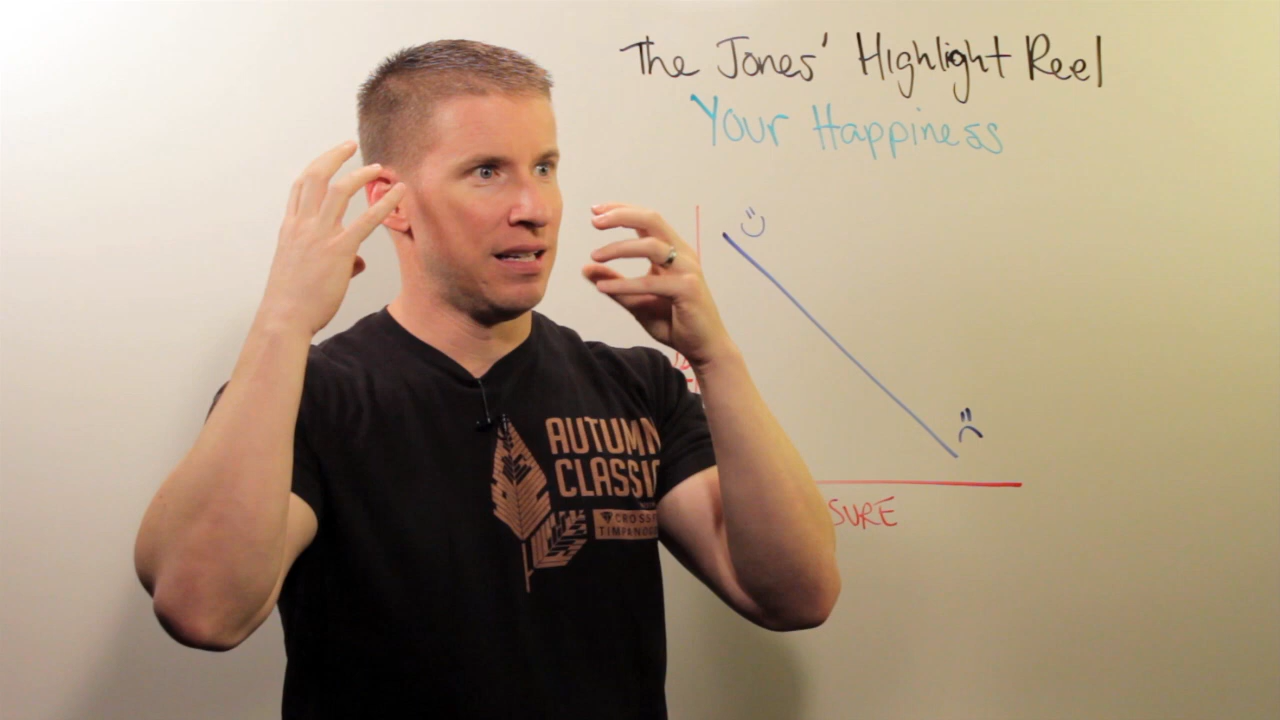 The Jones' Highlight Reel
Your Happiness
AUTUMN
CLASSIC
SURE